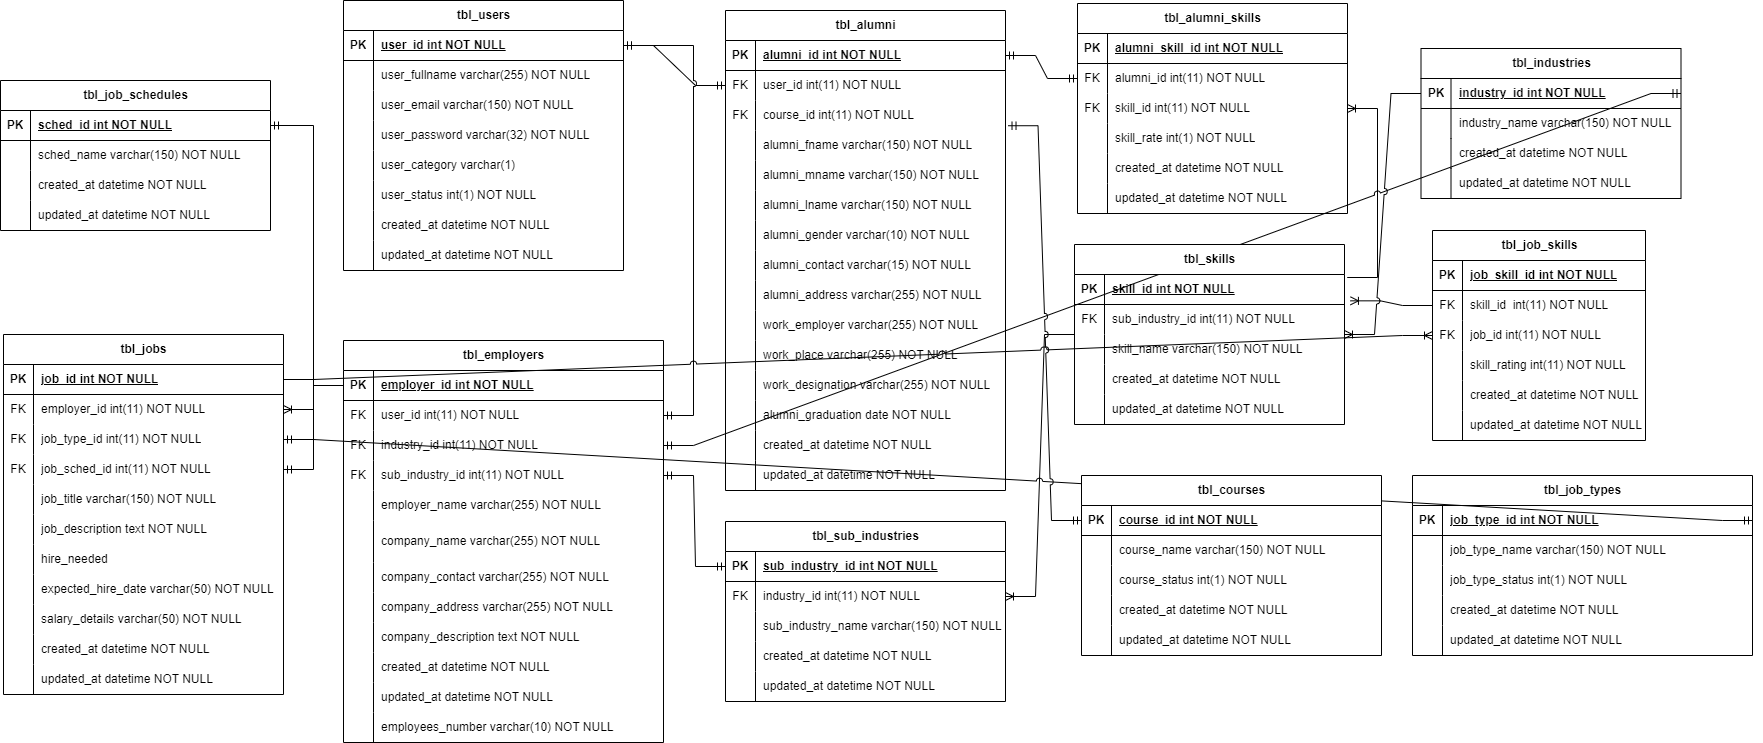 tbl_users
PK user_id int NOT NULL
user_fullname varchar(255) NOT NULL
user_email varchar(150) NOT NULL
user_password varchar(32) NOT NULL
user_category varchar(1)
user_status int(1) NOT NULL
created_at datetime NOT NULL
updated_at datetime NOT NULL
tbl_alumni
PK alumni_id int NOT NULL
FK user_id int(11) NOT NULL
FK course_id int(11) NOT NULL
alumni_fname varchar(150) NOT NULL
alumni_mname varchar(150) NOT NULL
alumni_lname varchar(150) NOT NULL
alumni_gender varchar(10) NOT NULL
alumni_contact varchar(15) NOT NULL
alumni_address varchar(255) NOT NULL
work_employer varchar(255) NOT NULL
work_place varchar(255) NOT NULL
work_designation varchar(255) NOT NULL
alumni_graduation date NOT NULL
created_at datetime NOT NULL
updated_at datetime NOT NULL
tbl_alumni_skills
PK alumni_skill_id int NOT NULL
FK alumni_id int(11) NOT NULL
FK skill_id int(11) NOT NULL
skill_rate int(1) NOT NULL
created_at datetime NOT NULL
updated_at datetime NOT NULL
tbl_industries
PK industry_id int NOT NULL
industry_name varchar(150) NOT NULL
created_at datetime NOT NULL
updated_at datetime NOT NULL
tbl_job_schedules
PK sched_id int NOT NULL
sched_name varchar(150) NOT NULL
created_at datetime NOT NULL
updated_at datetime NOT NULL
tbl_skills
PK skill_id int NOT NULL
FK sub_industry_id int(11) NOT NULL
skill_name varchar(150) NOT NULL
created_at datetime NOT NULL
updated_at datetime NOT NULL
tbl_job_skills
PK job_skill_id int NOT NULL
FK skill_id int(11) NOT NULL
FK job_id int(11) NOT NULL
skill_rating int(11) NOT NULL
created_at datetime NOT NULL
updated_at datetime NOT NULL
tbl_jobs
PK job_id int NOT NULL
FK employer_id int(11) NOT NULL
FK job_type_id int(11) NOT NULL
FK job_sched_id int(11) NOT NULL
job_title varchar(150) NOT NULL
job_description text NOT NULL
hire_needed
expected_hire_date varchar(50) NOT NULL
salary_details varchar(50) NOT NULL
created_at datetime NOT NULL
updated_at datetime NOT NULL
tbl_employers
PK employer_id int NOT NULL
FK user_id int(11) NOT NULL
FK industry_id int(11) NOT NULL
FK sub_industry_id int(11) NOT NULL
employer_name varchar(255) NOT NULL
company_name varchar(255) NOT NULL
company_contact varchar(255) NOT NULL
company_address varchar(255) NOT NULL
company_description text NOT NULL
created_at datetime NOT NULL
updated_at datetime NOT NULL
employees_number varchar(10) NOT NULL
tbl_sub_industries
PK sub_industry_id int NOT NULL
FK industry_id int(11) NOT NULL
sub_industry_name varchar(150) NOT NULL
created_at datetime NOT NULL
updated_at datetime NOT NULL
tbl_courses
PK course_id int NOT NULL
course_name varchar(150) NOT NULL
course_status int(1) NOT NULL
created_at datetime NOT NULL
updated_at datetime NOT NULL
tbl_job_types
PK job_type_id int NOT NULL
job_type_name varchar(150) NOT NULL
job_type_status int(1) NOT NULL
created_at datetime NOT NULL
updated_at datetime NOT NULL